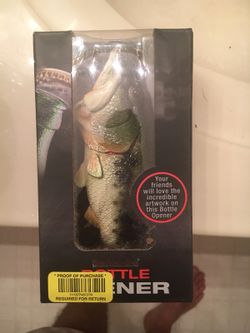 Your
friends
will love the
incredible
artwork on
this Bottle
Opener
* PROOF OF PURCHASE *
REQUIRED FOR RETURN
TTLE
ENER